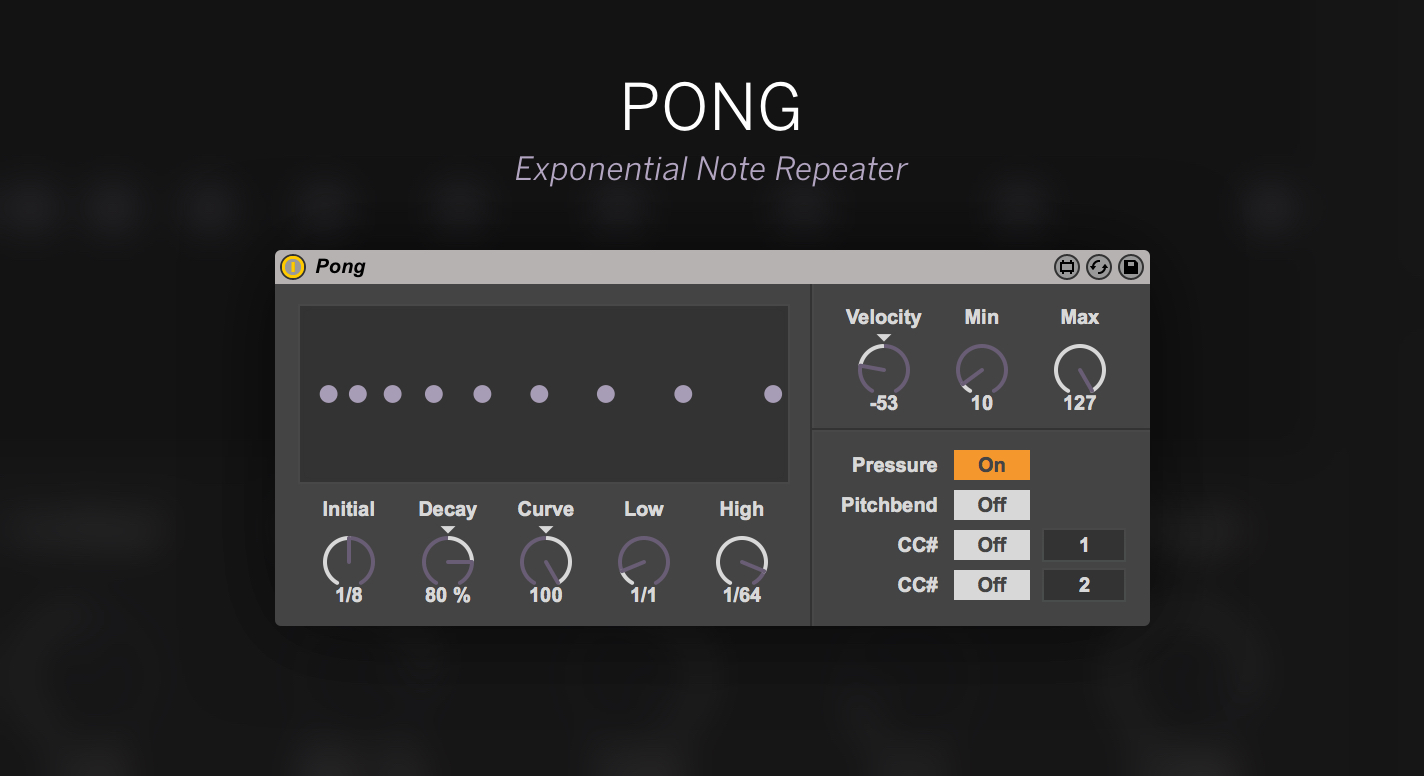 PONG
Exponential Note Repeater
Pong
Initial Decay Curve Low High
1/8 80 % 100 1/1 1/64
Velocity Min Max
-53 10 127
Pressure On
Pitchbend Off
CC# Off 1
CC# Off 2